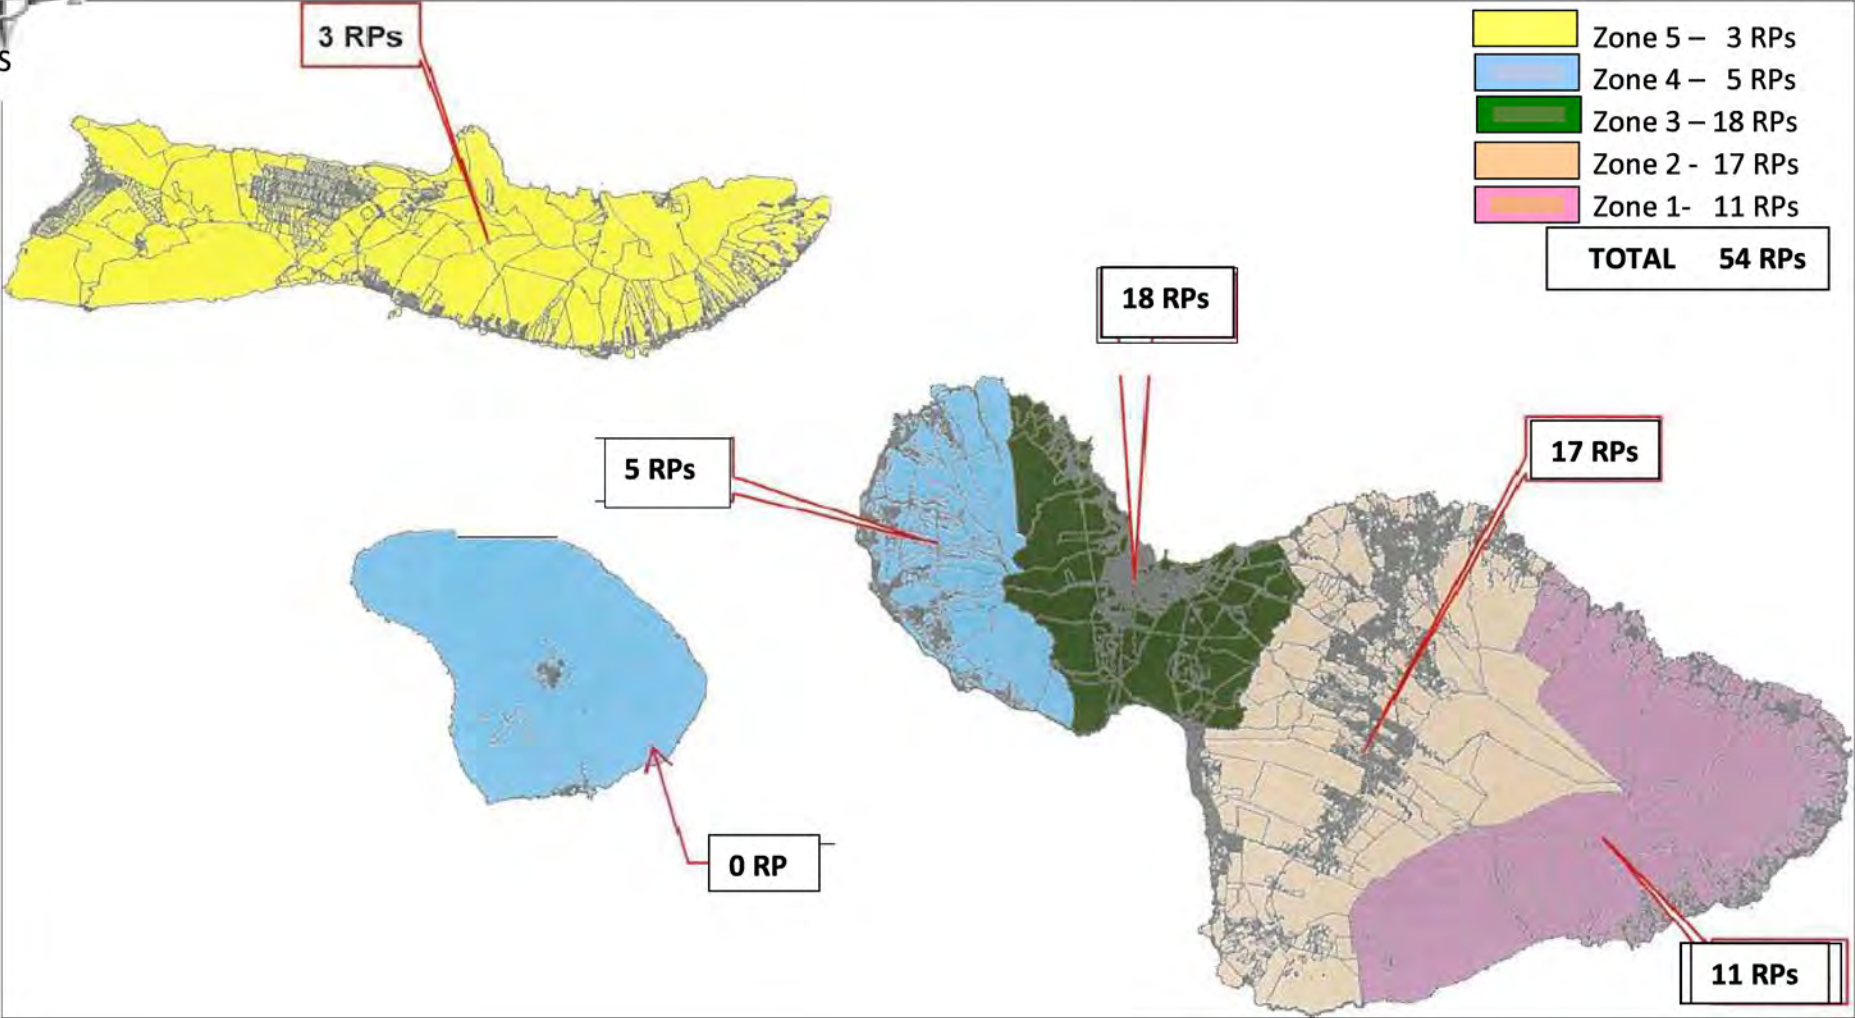 S
3 RPs
Zone 5 – 3 RPs
Zone 4 – 5 RPs
Zone 3 – 18 RPs
Zone 2 - 17 RPs
Zone 1- 11 RPs
TOTAL 54 RPs
18 RPs
17 RPs
5 RPs
0 RP
11 RPs